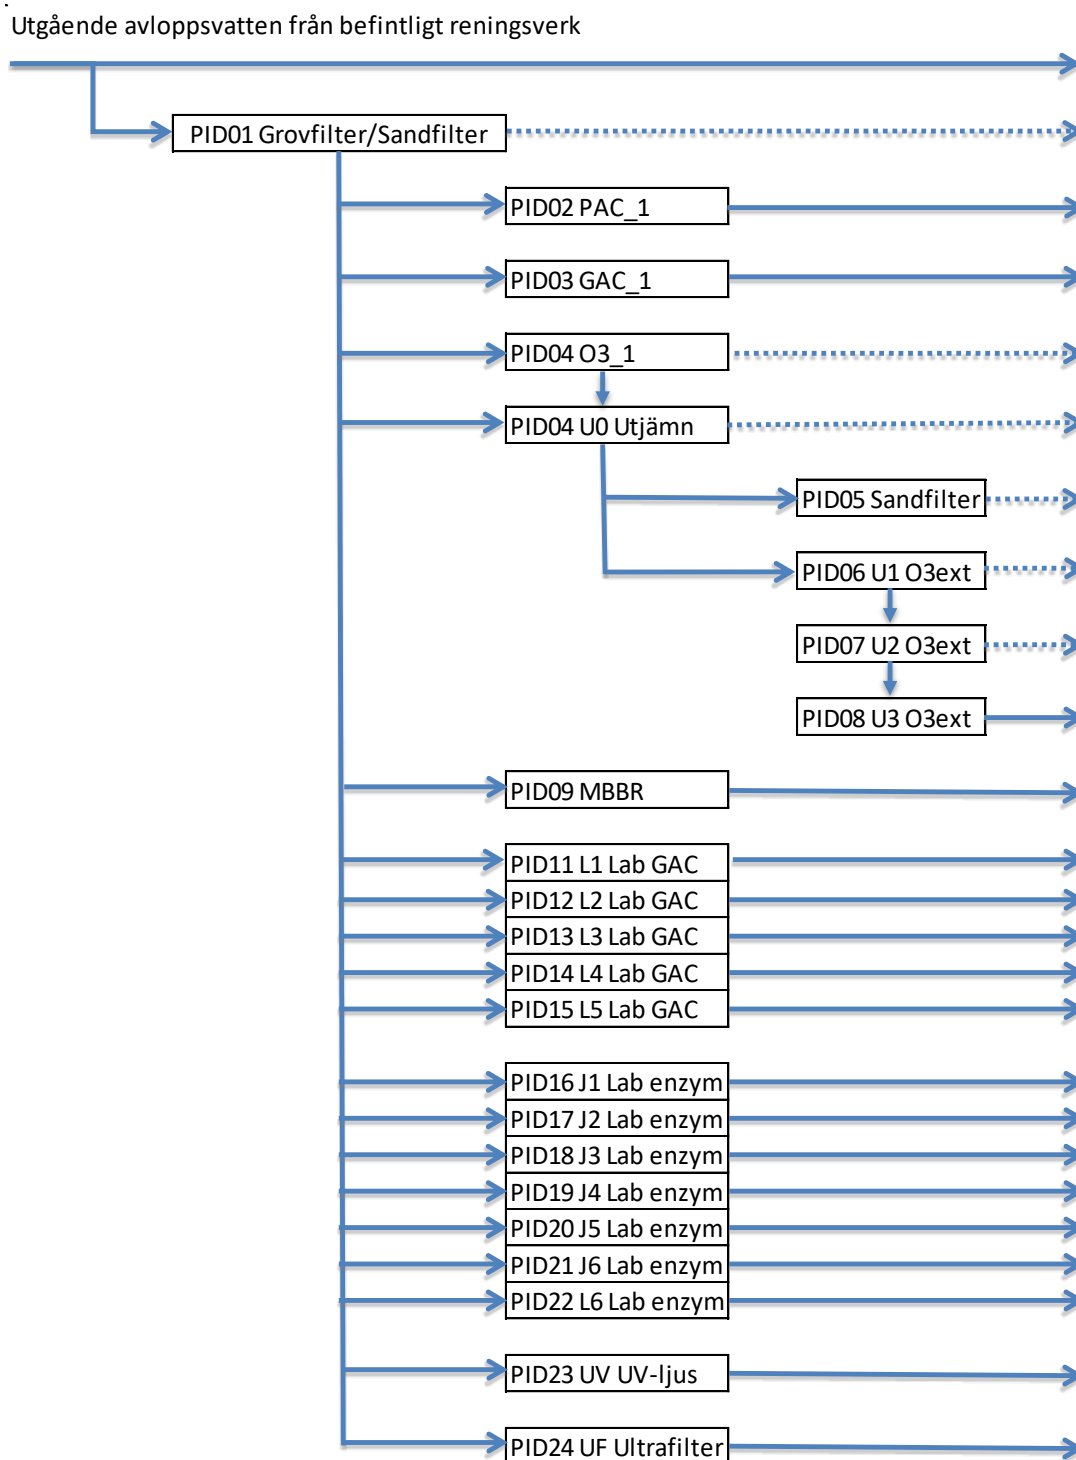 Utgående avloppsvatten från befintligt reningsverk
PID01 Grovfilter/Sandfilter
PID02 PAC_1
PID03 GAC_1
PID04 O3_1
PID04 U0 Utjämn
PID05 Sandfilter
PID06 U1 O3ext
PID07 U2 O3ext
PID08 U3 O3ext
PID09 MBBR
PID11 L1 Lab GAC
PID12 L2 Lab GAC
PID13 L3 Lab GAC
PID14 L4 Lab GAC
PID15 L5 Lab GAC
PID16 J1 Lab enzym
PID17 J2 Lab enzym
PID18 J3 Lab enzym
PID19 J4 Lab enzym
PID20 J5 Lab enzym
PID21 J6 Lab enzym
PID22 L6 Lab enzym
PID23 UV UV-ljus
PID24 UF Ultrafilter